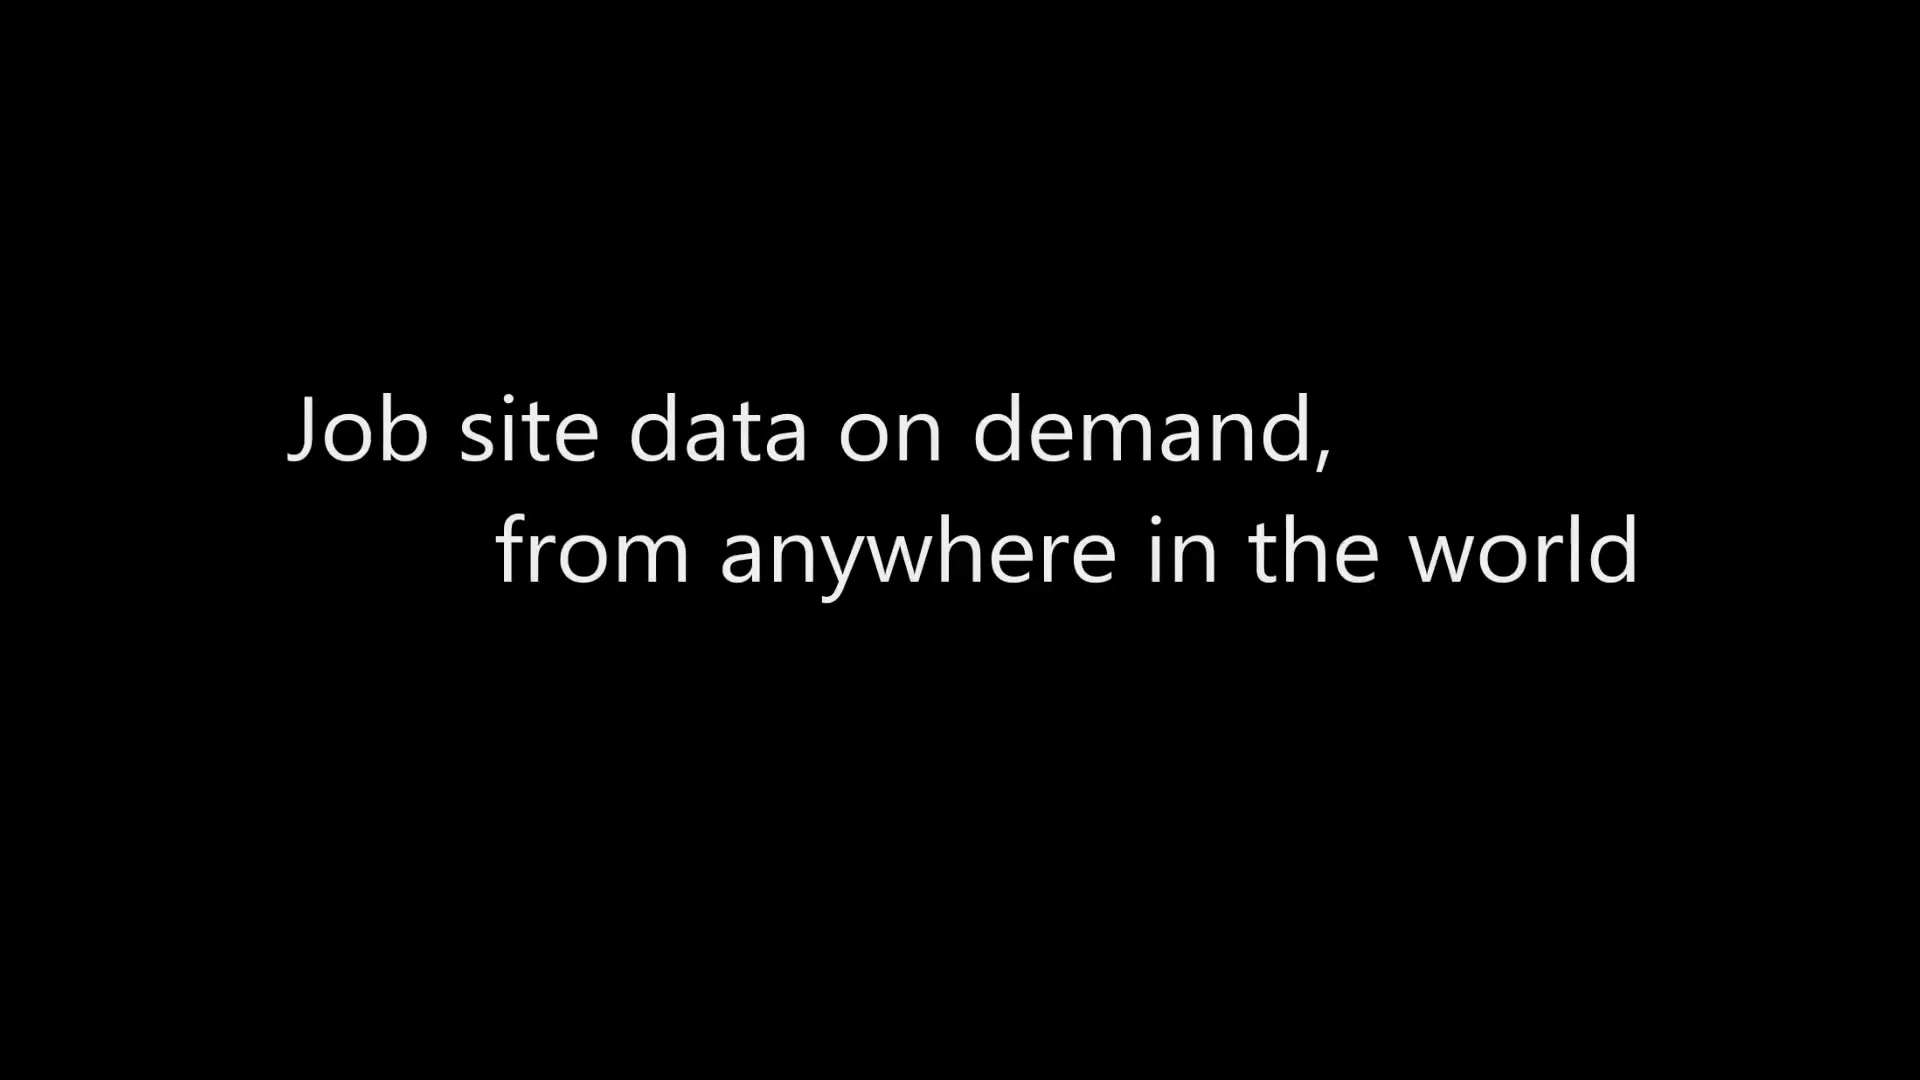 Job site data on demand,
from anywhere in the world